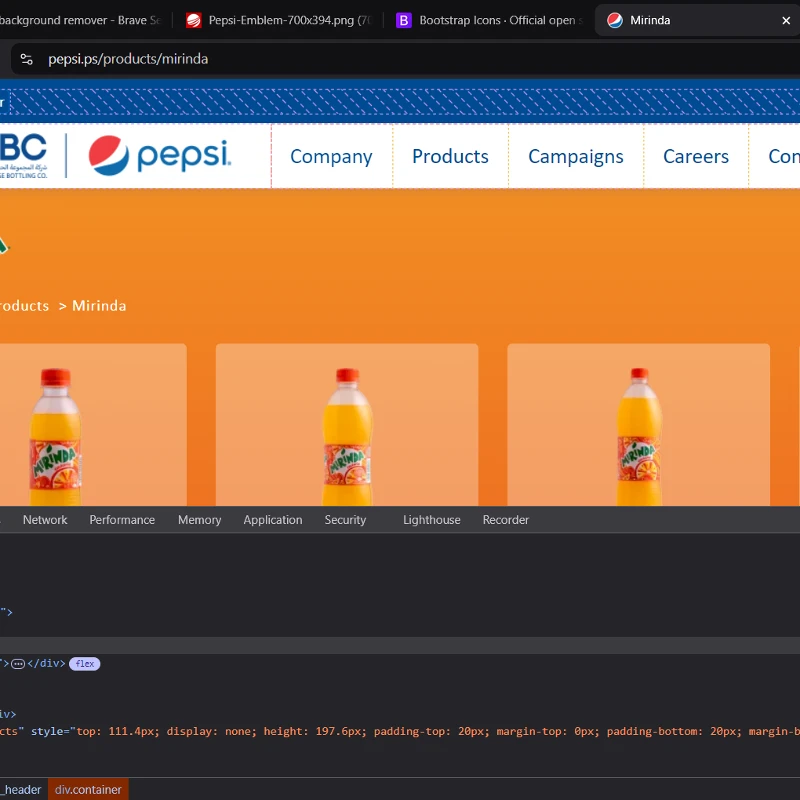 background remover - Brave Se
Pepsi-Emblem-700x394.png (70
B
Bootstrap Icons · Official open s
Mirinda
pepsi.ps/products/mirinda
r
BC
pepsi.
Company
Products
Campaigns
Careers
Con
GE BOTTLING CO.
roducts > Mirinda
MIRINDA
MIRINDA
MIRINDA
Network
Performance
Memory
Application
Security
Lighthouse
Recorder
">
">⋯</div> flex
iv>
cts" style="top: 111.4px; display: none; height: 197.6px; padding-top: 20px; margin-top: 0px; padding-bottom: 20px; margin-b
_header
div.container